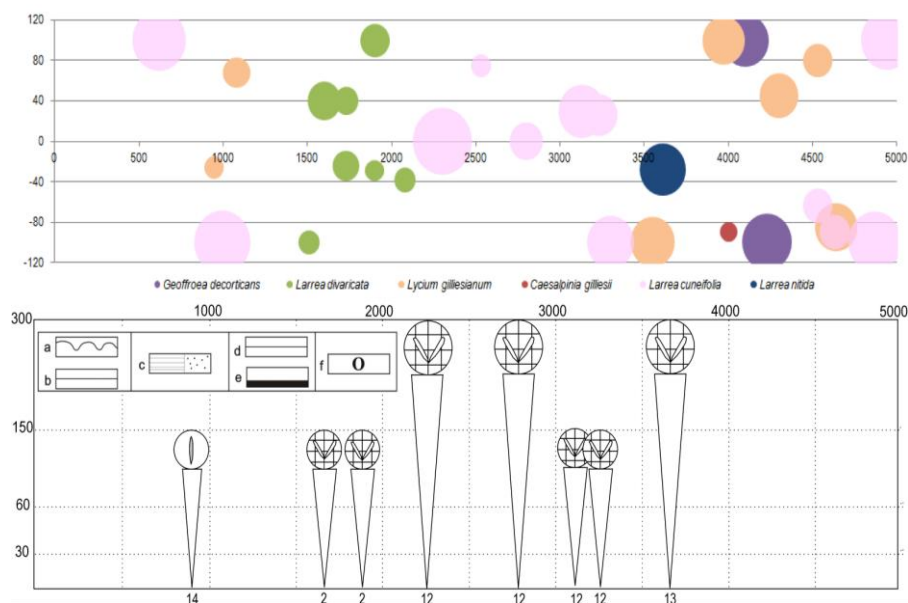 120
80
40
0
0 500 1000 1500 2000 2500 3000 3500 4000 4500 5000
-40
-80
-120
Geoffroea decorticans Larrea divaricata Lycium gillesianum Caesalpinia gilliesii Larrea cuneifolia Larrea nitida
1000 2000 3000 4000 5000
300
a d
c f O
b e
150
60
30
14 2 2 12 12 12 12 13